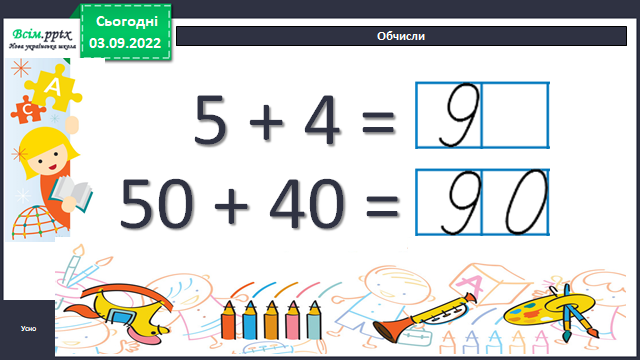 Всім.pptx
Нова українська школа
Сьогодні
03.09.2022
Обчисли
А
С
5 + 4 = 9
50 + 40 = 90
А
Усно